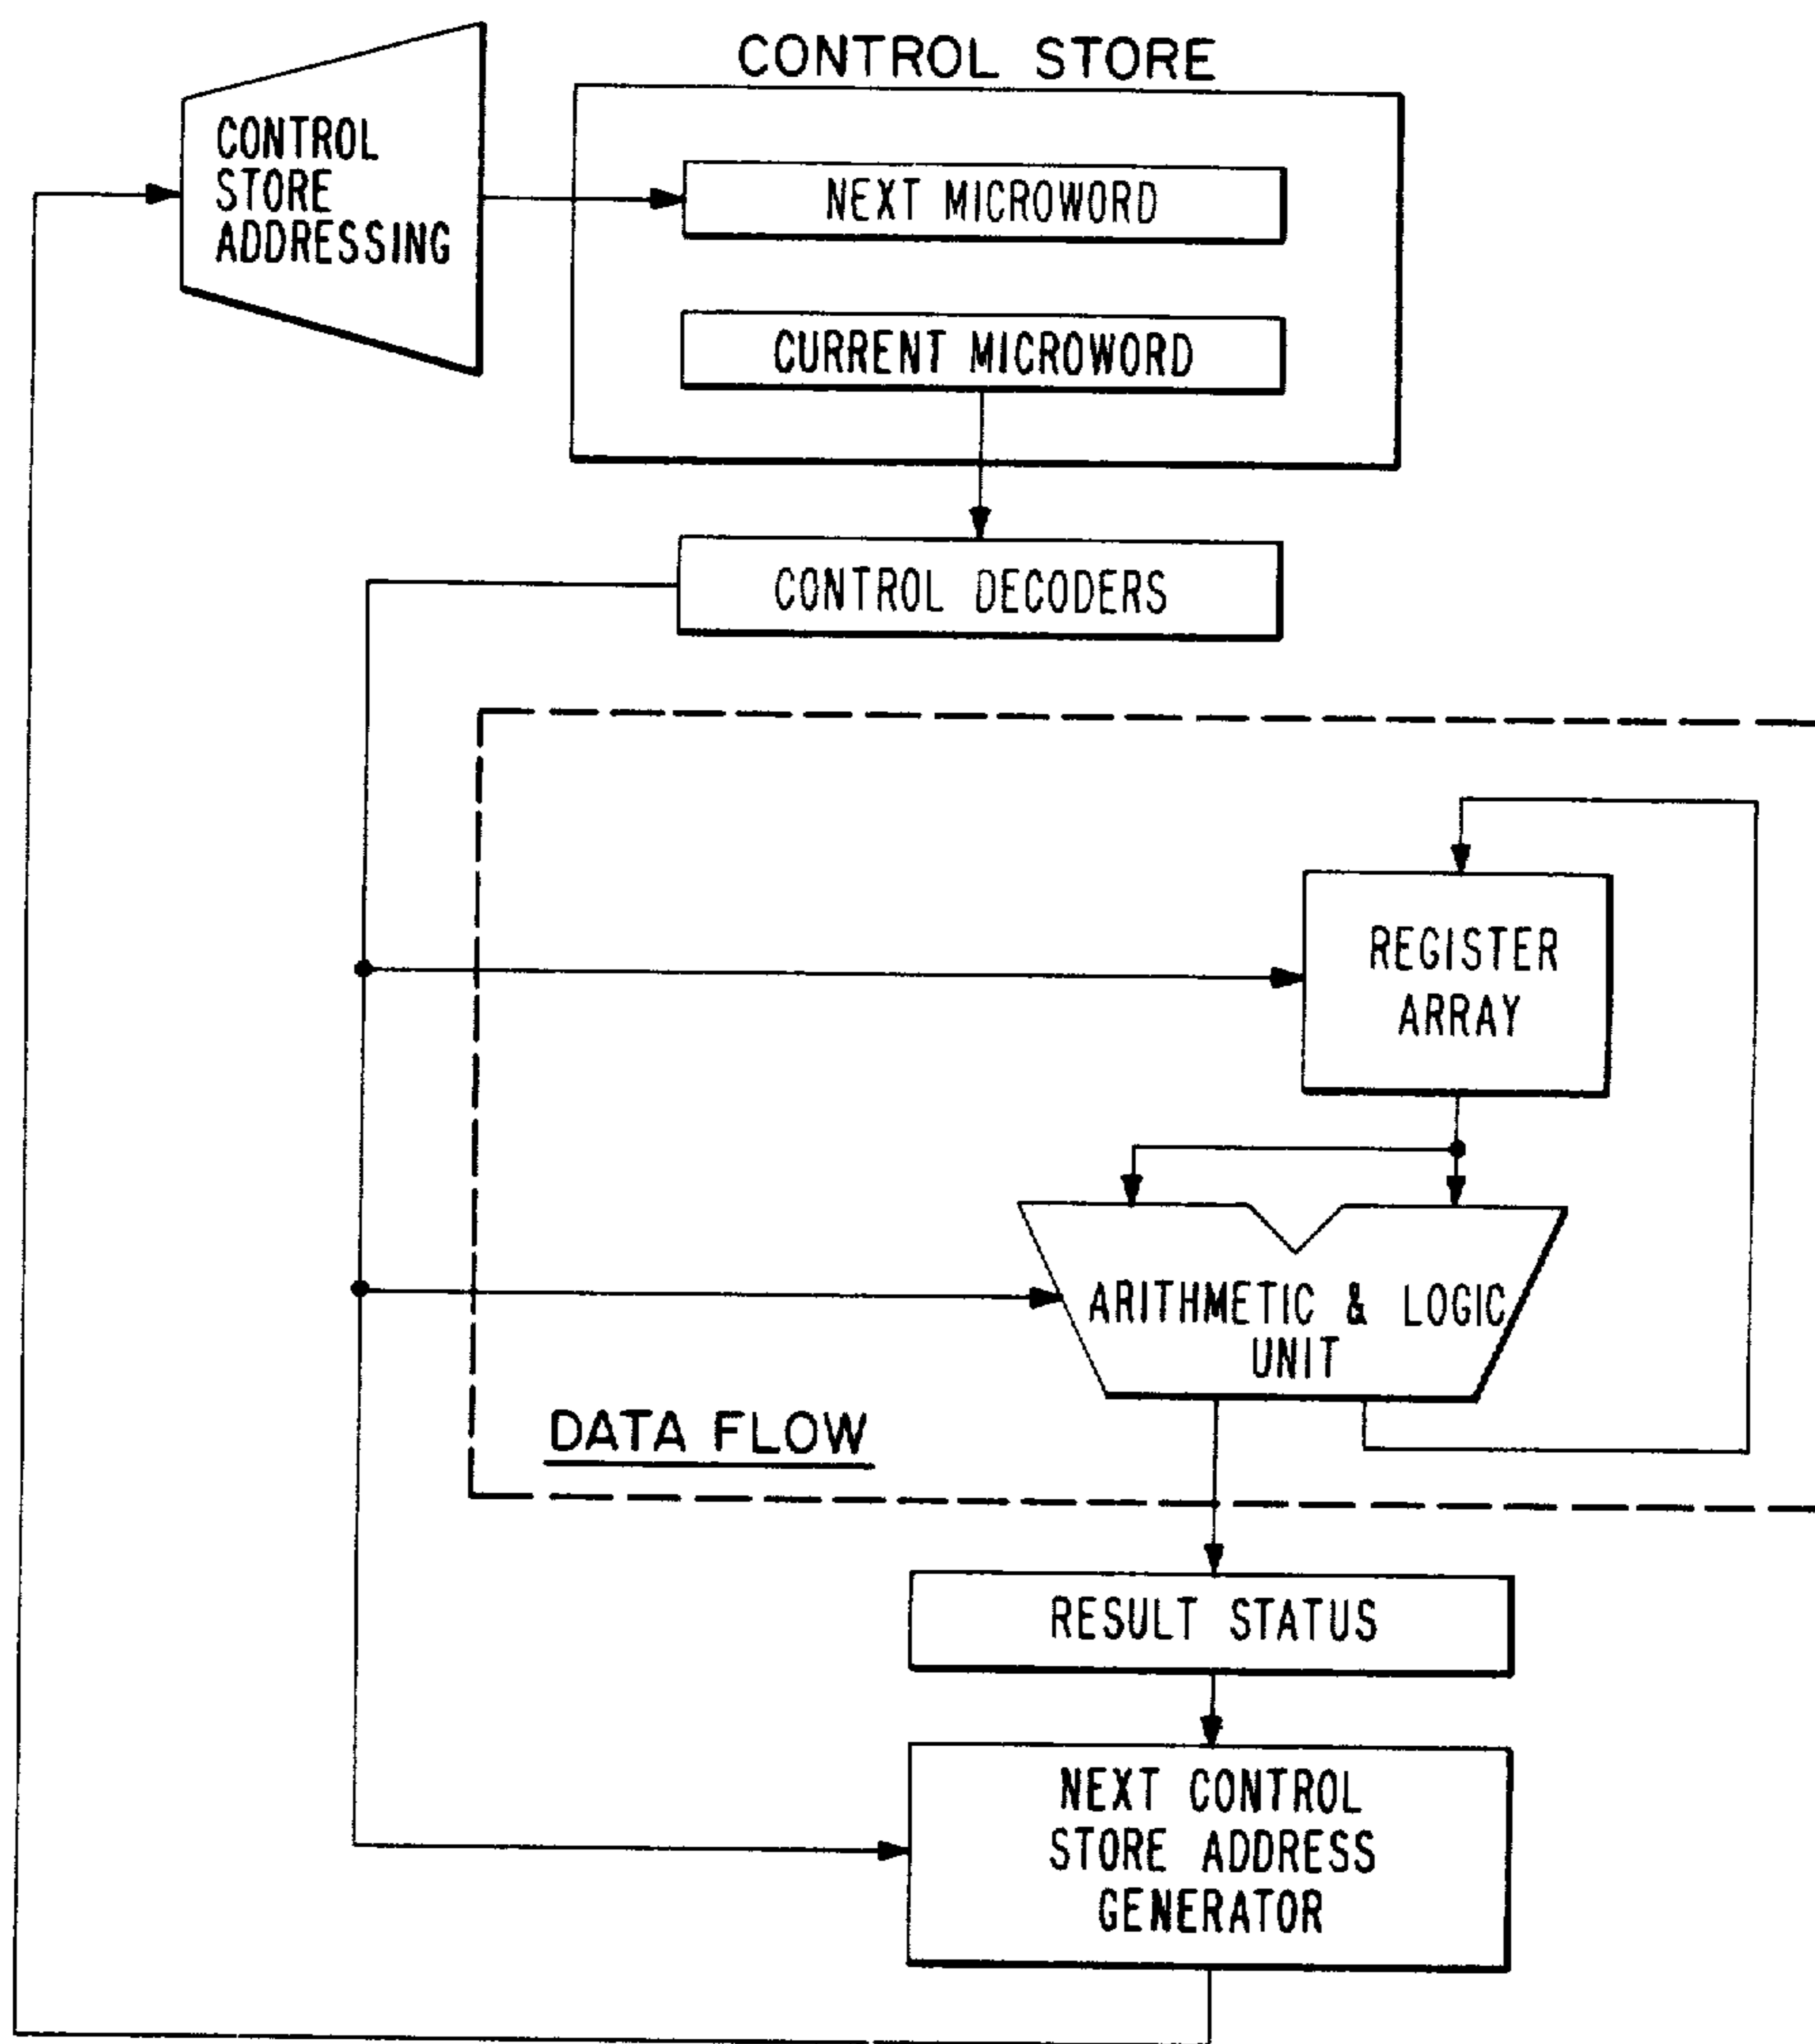 CONTROL STORE
CONTROL
STORE
ADDRESSING
NEXT MICROWORD
CURRENT MICROWORD
CONTROL DECODERS
REGISTER
ARRAY
ARITHMETIC & LOGIC
UNIT
DATA FLOW
RESULT STATUS
NEXT CONTROL
STORE ADDRESS
GENERATOR